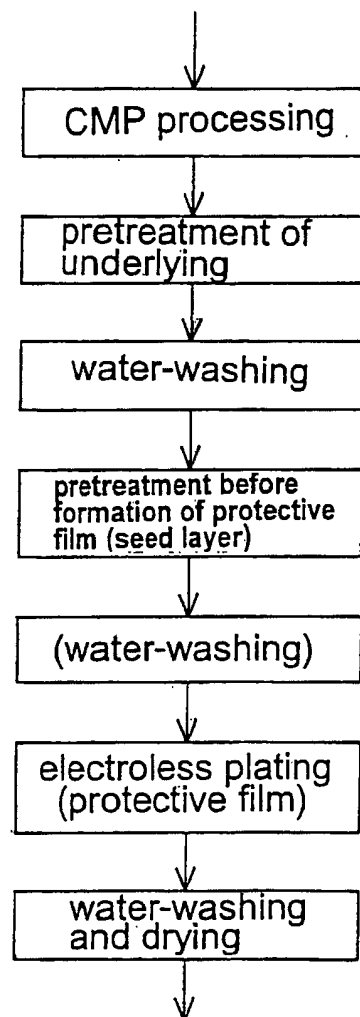 CMP processing
pretreatment of
underlying
water-washing
pretreatment before
formation of protective
film (seed layer)
(water-washing)
electroless plating
(protective film)
water-washing
and drying